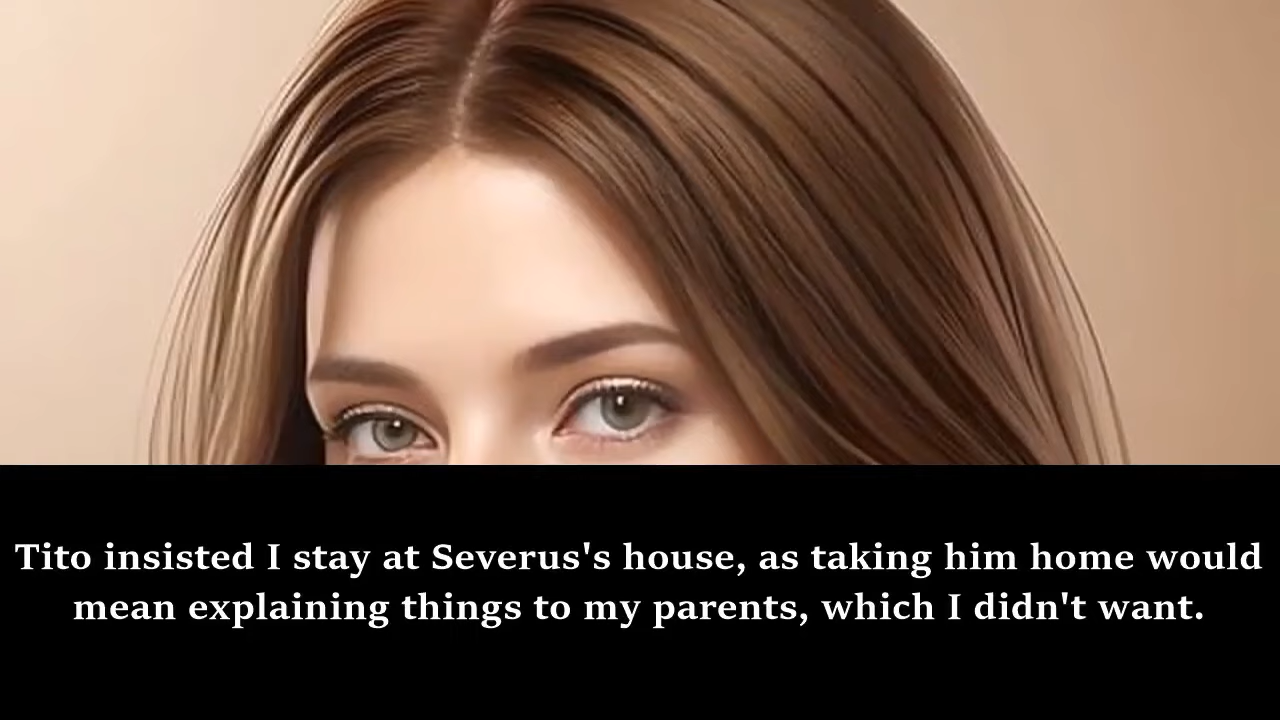 Tito insisted I stay at Severus's house, as taking him home would
mean explaining things to my parents, which I didn't want.